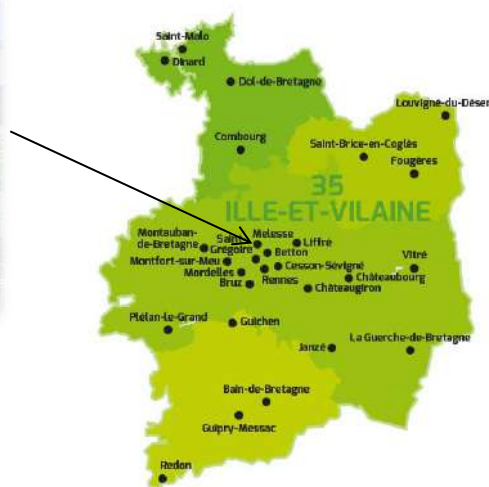 Saint-Malo
Dinard
Dol-de-Bretagne
Louvigné-du-Déser
Combourg
Saint-Brice-en-Coglès
Fougères
35
ILLE-ET-VILAINE
Montauban-
de-Bretagne
Saint
Grégoire
Melesse
Liffré
Betton
Montfort-sur-Meu
Cesson-Sévigné
Vitré
Mordelles
Rennes
Châteaubourg
Bruz
Châteaugiron
Plélan-le-Grand
Guichen
Janzé
La Guerche-de-Bretagne
Bain-de-Bretagne
Guipry-Messac
Redon